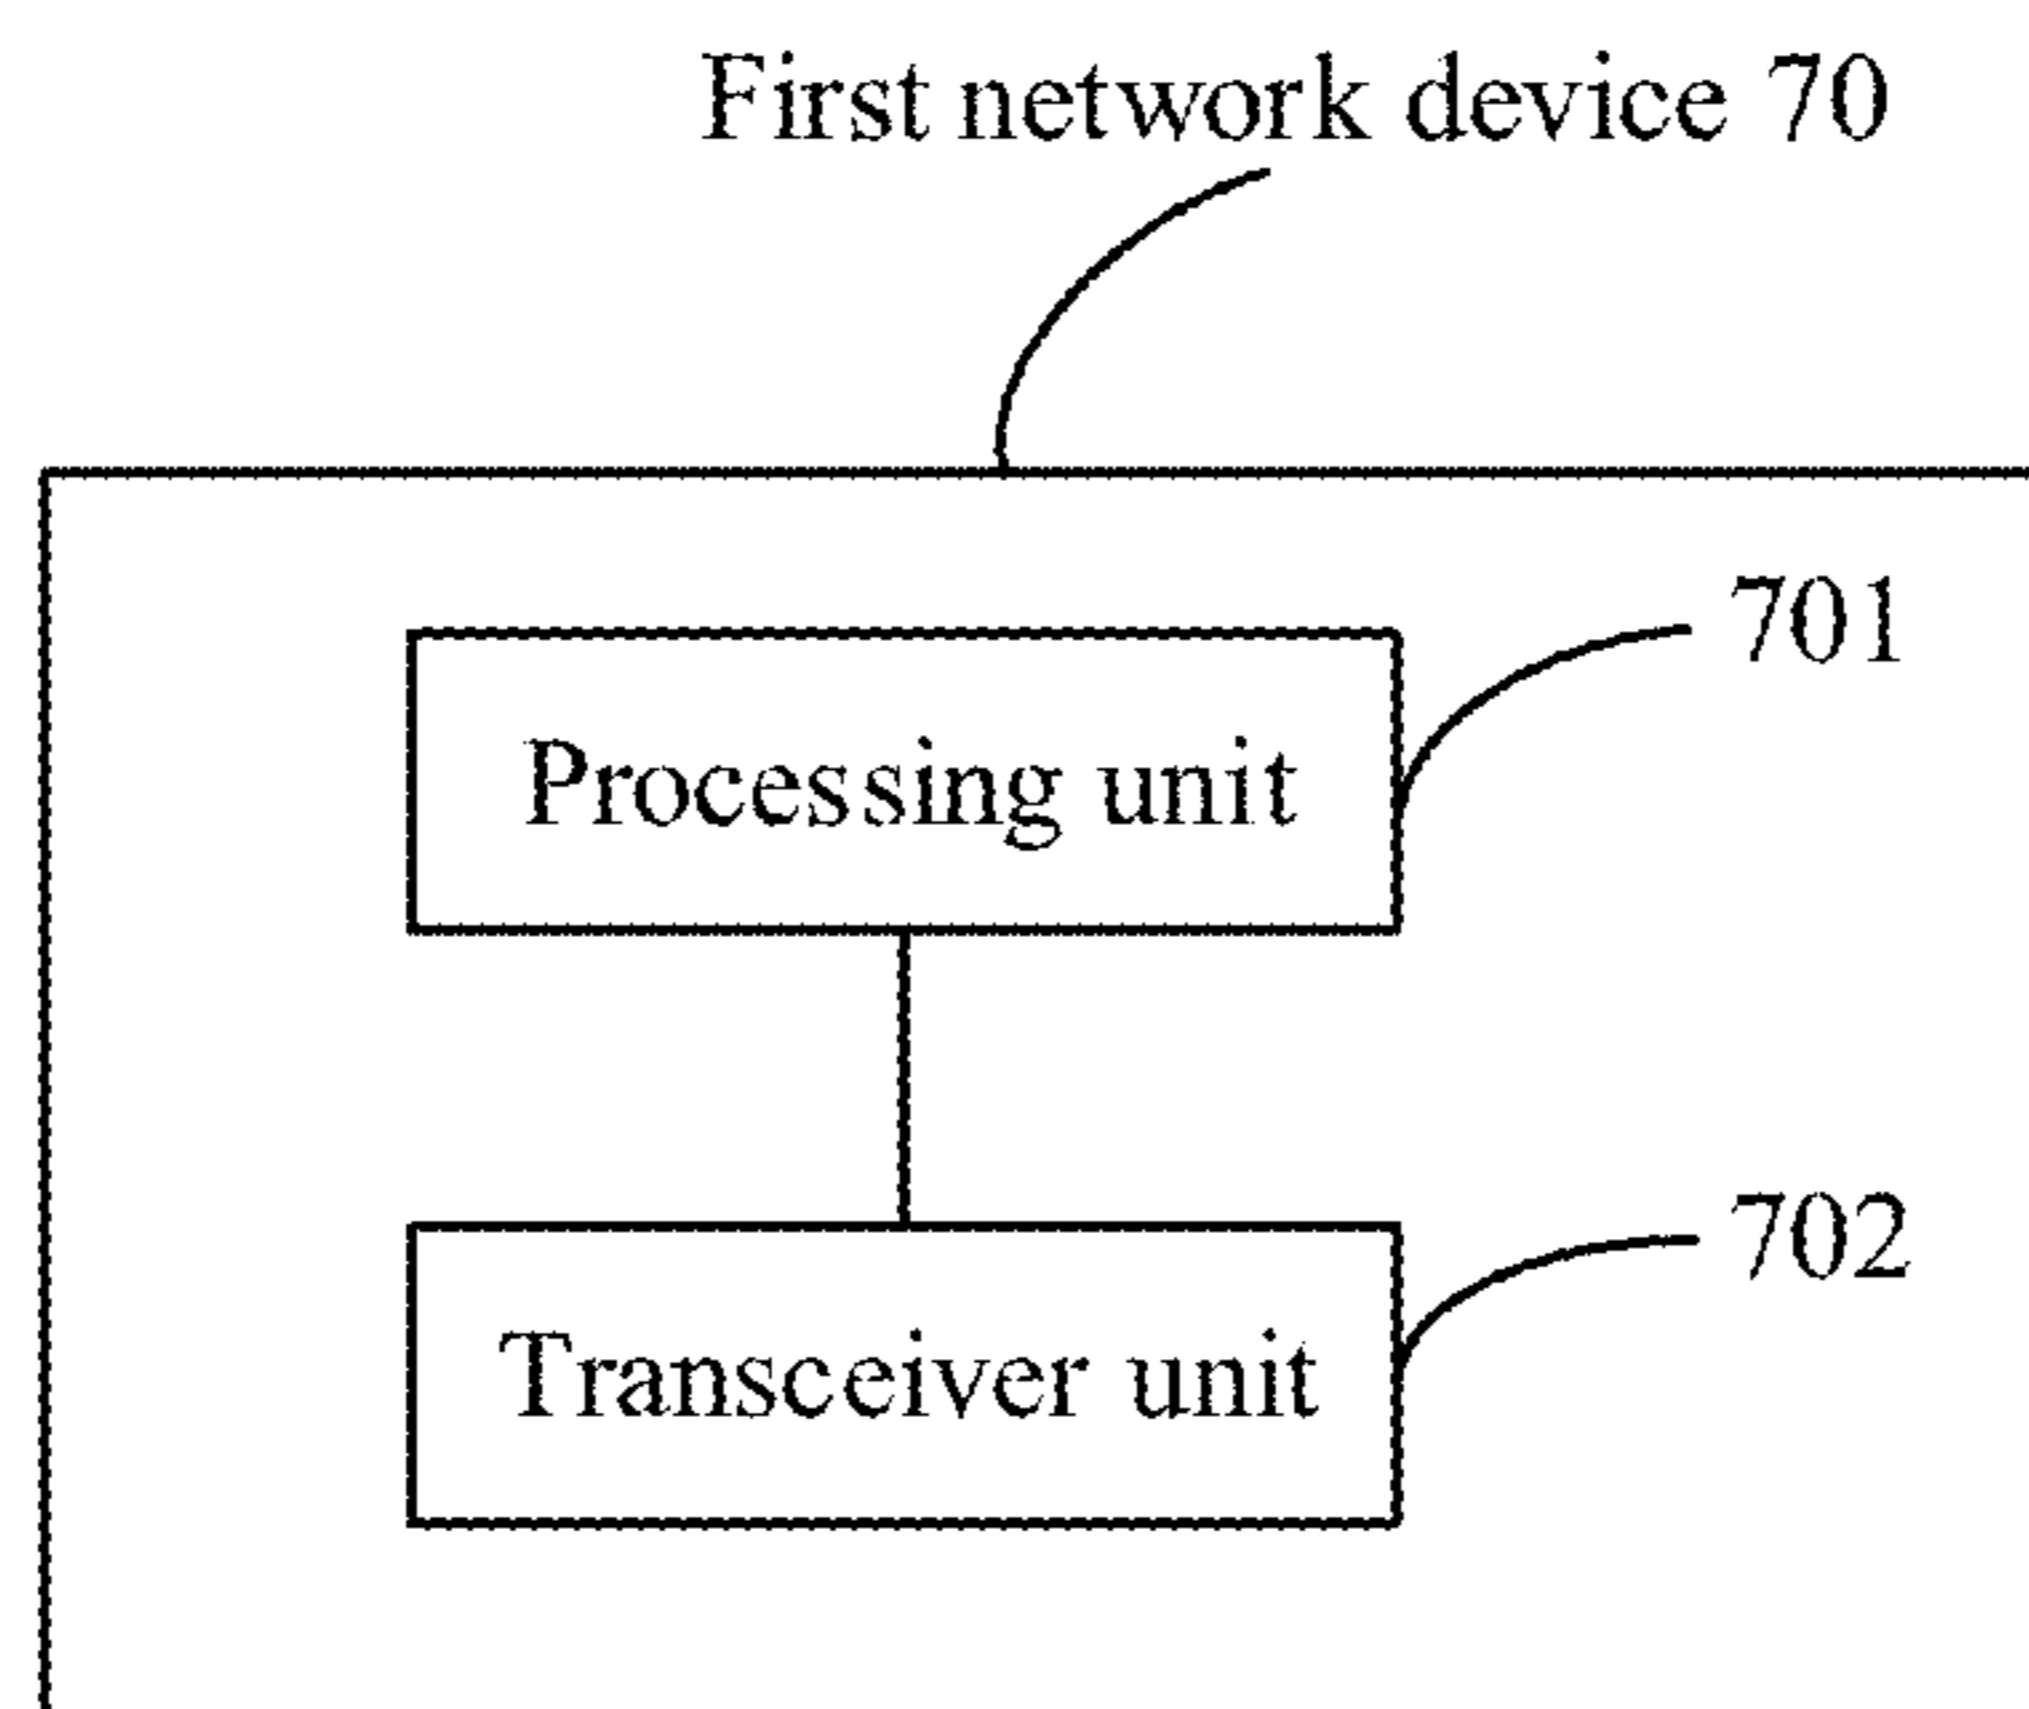 First network device 70
701
Processing unit
702
Transceiver unit